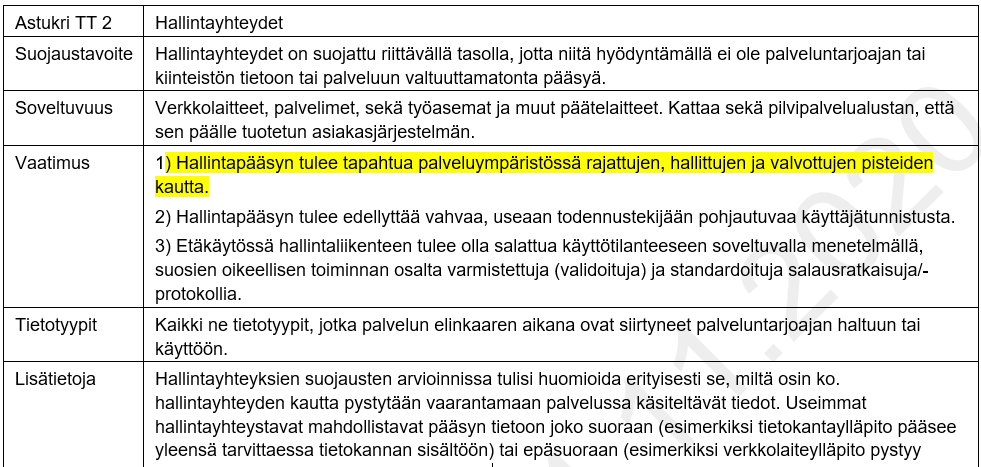 Astukri TT 2 Hallintayhteydet
Suojaustavoite Hallintayhteydet on suojattu riittävällä tasolla, jotta niitä hyödyntämällä ei ole palveluntarjoajan tai
kiinteistön tietoon tai palveluun valtuuttamatonta pääsyä.
Soveltuvuus Verkkolaitteet, palvelimet, sekä työasemat ja muut päätelaitteet. Kattaa sekä pilvipalvelualustan, että
sen päälle tuotetun asiakasjärjestelmän.
Vaatimus 1) Hallintapääsyn tulee tapahtua palveluympäristössä rajattujen, hallittujen ja valvottujen pisteiden
kautta.
2) Hallintapääsyn tulee edellyttää vahvaa, useaan todennustekijään pohjautuvaa käyttäjätunnistusta.
3) Etäkäytössä hallintaliikenteen tulee olla salattua käyttötilanteeseen soveltuvalla menetelmällä,
suosien oikeellisen toiminnan osalta varmistettuja (validoituja) ja standardoituja salausratkaisuja/-
protokollia.
Tietotyypit Kaikki ne tietotyypit, jotka palvelun elinkaaren aikana ovat siirtyneet palveluntarjoajan haltuun tai
käyttöön.
Lisätietoja Hallintayhteyksien suojausten arvioinnissa tulisi huomioida erityisesti se, miltä osin ko.
hallintayhteyden kautta pystytään vaarantamaan palvelussa käsiteltävät tiedot. Useimmat
hallintayhteystavat mahdollistavat pääsyn tietoon joko suoraan (esimerkiksi tietokantaylläpito pääsee
yleensä tarvittaessa tietokannan sisältöön) tai epäsuoraan (esimerkiksi verkkolaiteylläpito pystyy
11.2020